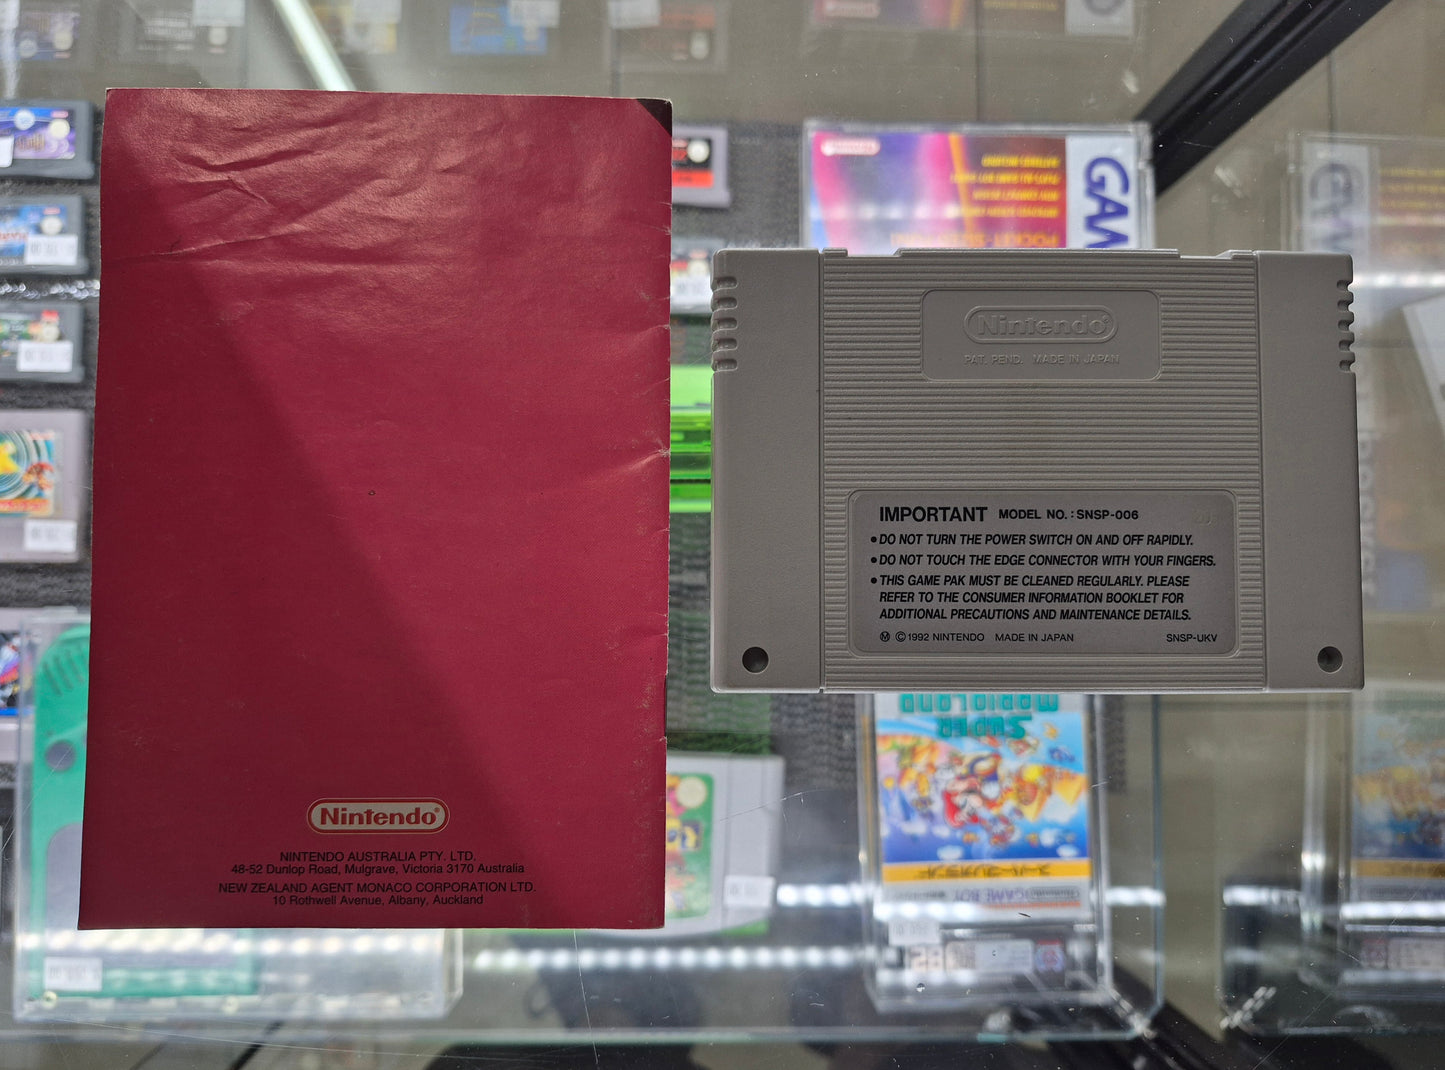 Nintendo®
NINTENDO AUSTRALIA PTY. LTD.
48-52 Dunlop Road, Mulgrave, Victoria 3170 Australia
NEW ZEALAND AGENT MONACO CORPORATION LTD.
10 Rothwell Avenue, Albany, Auckland
Nintendo®
PAT. PEND. MADE IN JAPAN
IMPORTANT MODEL NO.: SNSP-006
• DO NOT TURN THE POWER SWITCH ON AND OFF RAPIDLY.
• DO NOT TOUCH THE EDGE CONNECTOR WITH YOUR FINGERS.
• THIS GAME PAK MUST BE CLEANED REGULARLY. PLEASE
REFER TO THE CONSUMER INFORMATION BOOKLET FOR
ADDITIONAL PRECAUTIONS AND MAINTENANCE DETAILS.
Ⓜ ©1992 NINTENDO MADE IN JAPAN SNSP-UKV
GAM
SUPER
MARIOLAND
GAME BOY